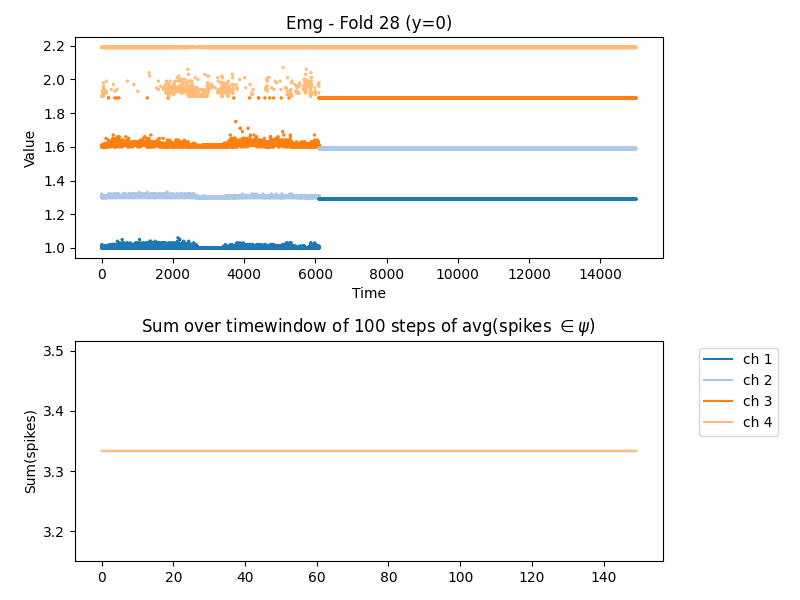 Emg - Fold 28 (y=0)
2.2
2.0
1.8
1.6
1.4
1.2
1.0
Value
0 2000 4000 6000 8000 10000 12000 14000
Time
Sum over timewindow of 100 steps of avg(spikes ∈ ψ)
3.5
3.4
3.3
3.2
Sum(spikes)
0 20 40 60 80 100 120 140
ch 1
ch 2
ch 3
ch 4